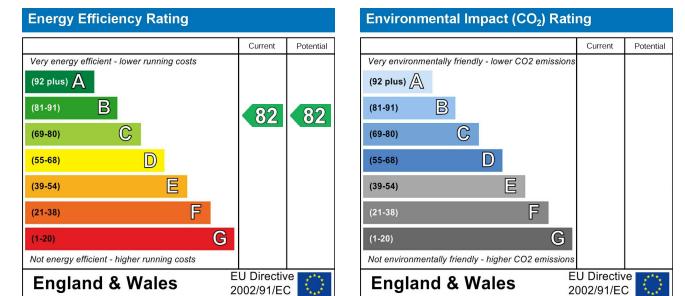 Energy Efficiency Rating
Current Potential
Very energy efficient - lower running costs
(92 plus) A
(81-91) B
82 82
(69-80) C
(55-68) D
(39-54) E
(21-38) F
(1-20) G
Not energy efficient - higher running costs
England & Wales
EU Directive
2002/91/EC
Environmental Impact (CO₂) Rating
Current Potential
Very environmentally friendly - lower CO2 emissions
(92 plus) A
(81-91) B
(69-80) C
(55-68) D
(39-54) E
(21-38) F
(1-20) G
Not environmentally friendly - higher CO2 emissions
England & Wales
EU Directive
2002/91/EC